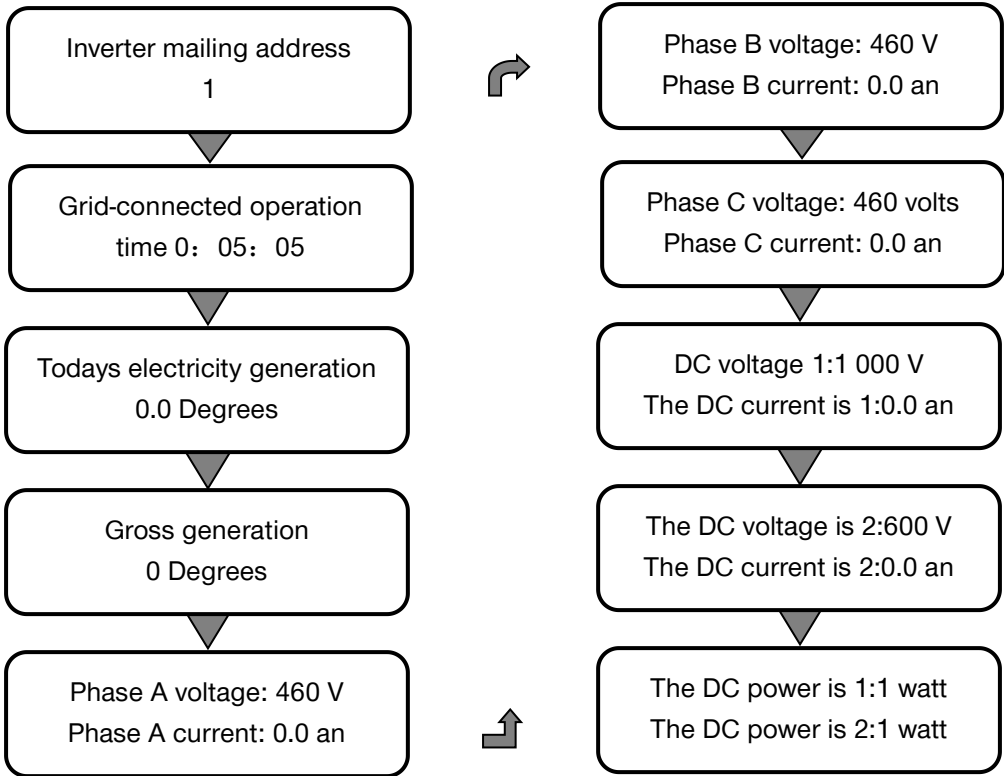 Inverter mailing address
1
Grid-connected operation
time 0：05：05
Todays electricity generation
0.0 Degrees
Gross generation
0 Degrees
Phase A voltage: 460 V
Phase A current: 0.0 an
Phase B voltage: 460 V
Phase B current: 0.0 an
Phase C voltage: 460 volts
Phase C current: 0.0 an
DC voltage 1:1 000 V
The DC current is 1:0.0 an
The DC voltage is 2:600 V
The DC current is 2:0.0 an
The DC power is 1:1 watt
The DC power is 2:1 watt